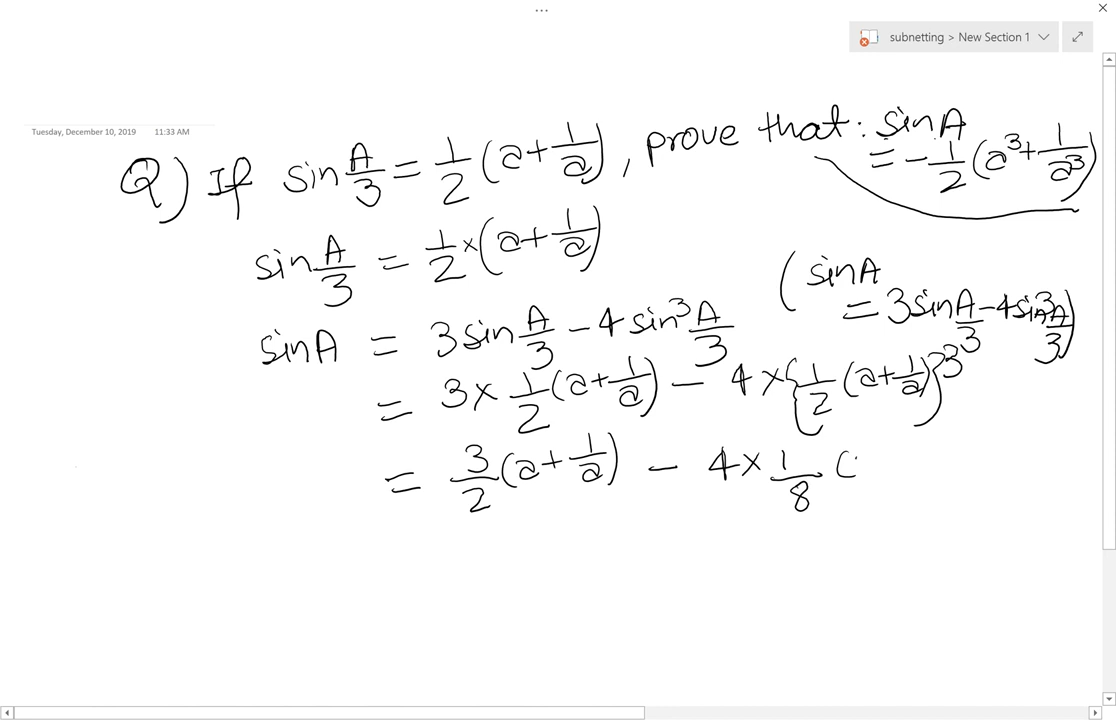 subnetting > New Section 1
Tuesday, December 10, 2019 11:33 AM
Q) If sin A/3 = 1/2 (a + 1/a), prove that: sin A
= -1/2 (a³ + 1/a³)
sin A/3 = 1/2 × (a + 1/a)
(sin A
= 3 sin A/3 - 4 sin³ A/3)
sin A = 3 sin A/3 - 4 sin³ A/3
= 3 × 1/2 (a + 1/a) - 4 × {1/2 (a + 1/a)}³
= 3/2 (a + 1/a) - 4 × 1/8 (